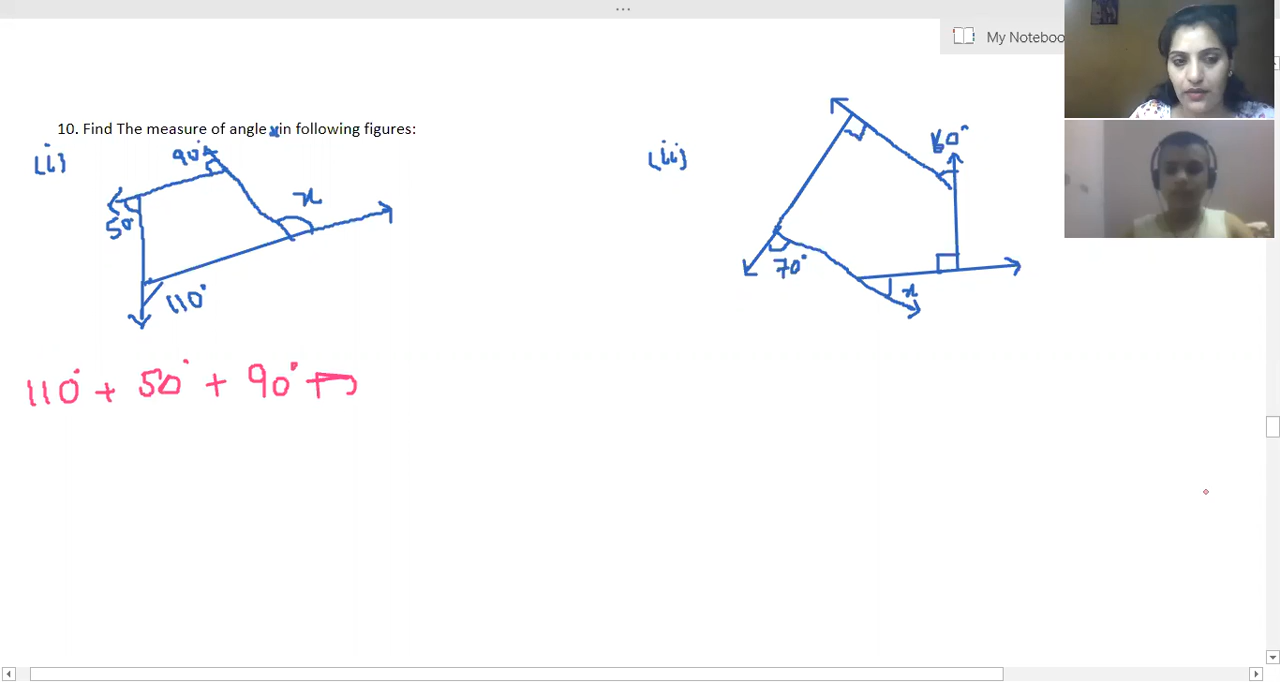 My Noteboo
10. Find The measure of angle x in following figures:
(i)
90°
x
50°
110°
(ii)
60°
70°
x
110° + 50° + 90° +